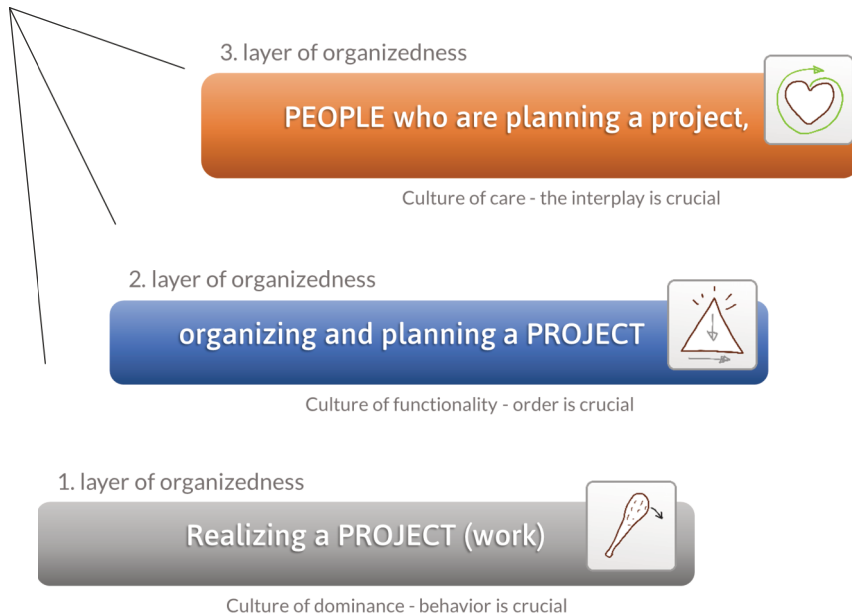 3. layer of organizedness
PEOPLE who are planning a project,
Culture of care - the interplay is crucial
2. layer of organizedness
organizing and planning a PROJECT
Culture of functionality - order is crucial
1. layer of organizedness
Realizing a PROJECT (work)
Culture of dominance - behavior is crucial